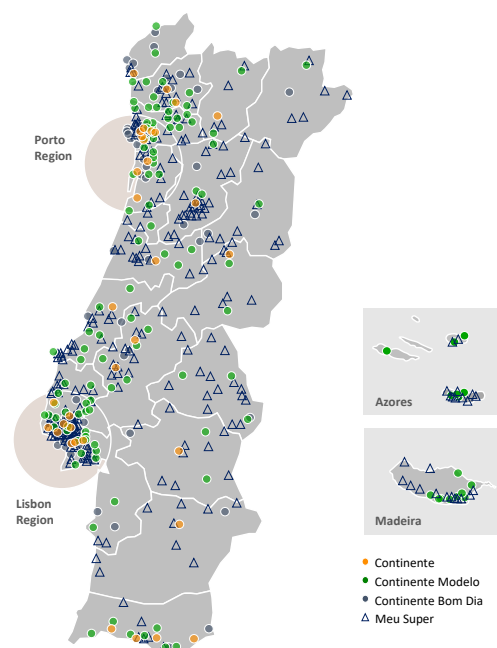 Porto
Region
Azores
Lisbon
Region
Madeira
Continente
Continente Modelo
Continente Bom Dia
Meu Super